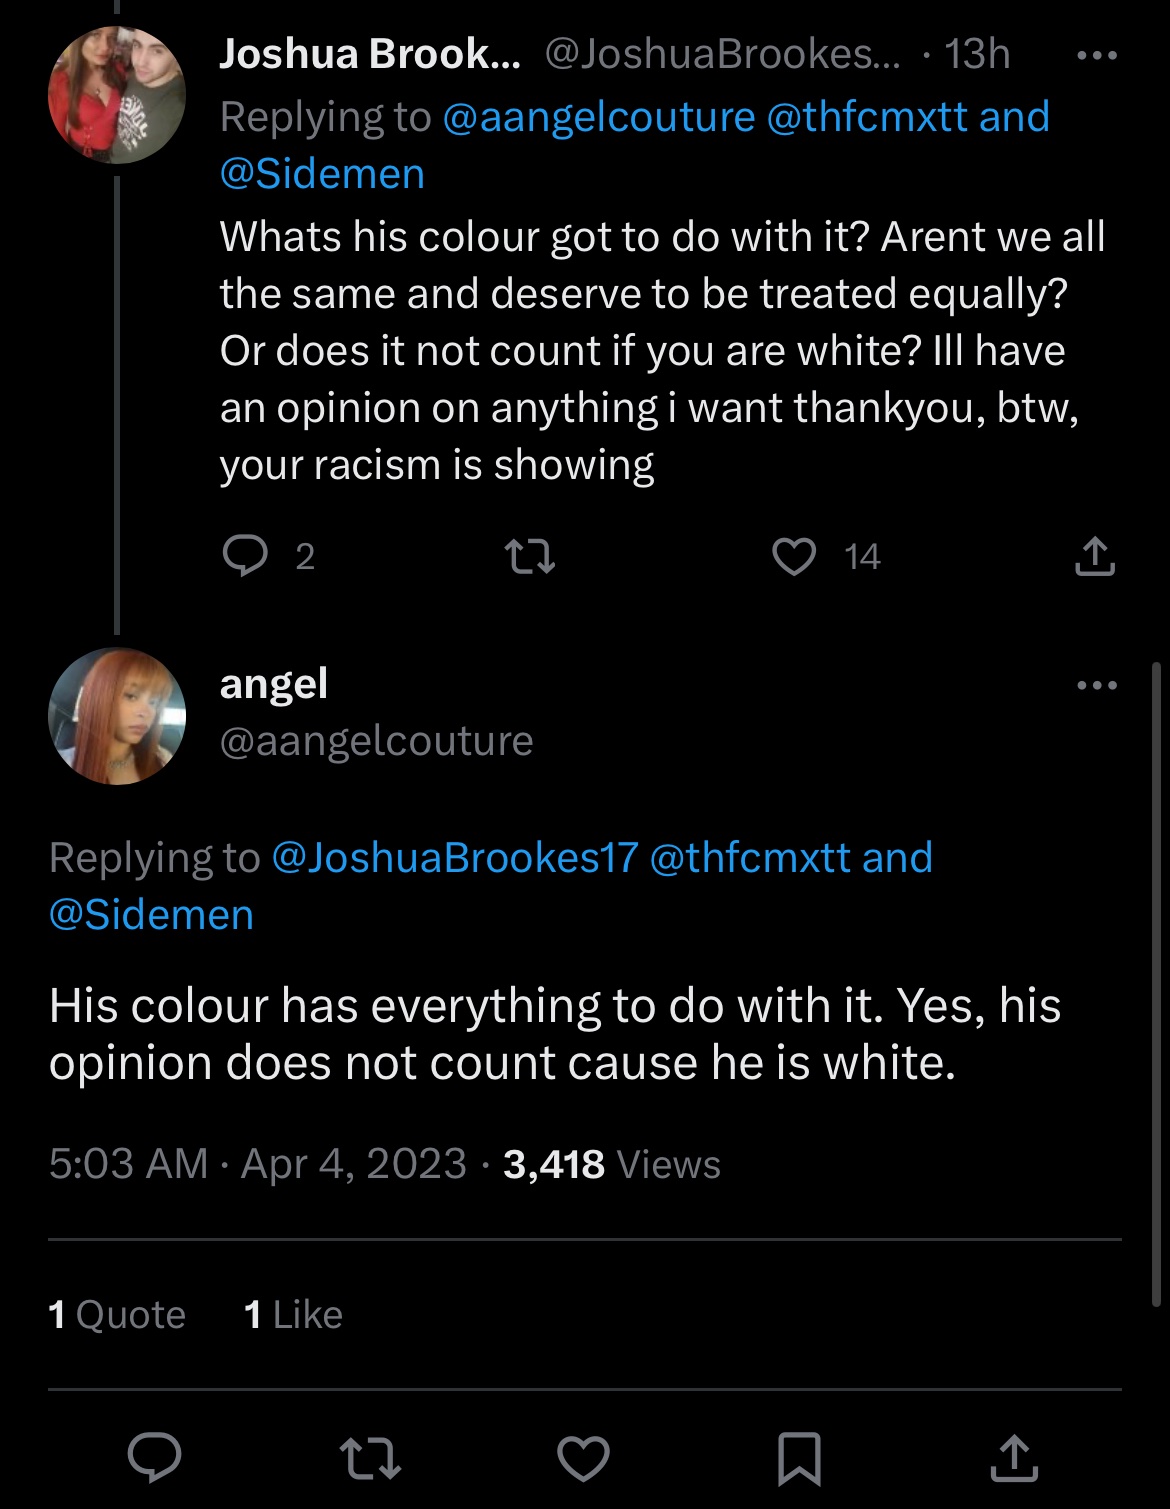 Joshua Brook... @JoshuaBrookes... · 13h
Replying to @aangelcouture @thfcmxtt and
@Sidemen
Whats his colour got to do with it? Arent we all
the same and deserve to be treated equally?
Or does it not count if you are white? Ill have
an opinion on anything i want thankyou, btw,
your racism is showing
2 14
angel
@aangelcouture
Replying to @JoshuaBrookes17 @thfcmxtt and
@Sidemen
His colour has everything to do with it. Yes, his
opinion does not count cause he is white.
5:03 AM · Apr 4, 2023 · 3,418 Views
1 Quote 1 Like